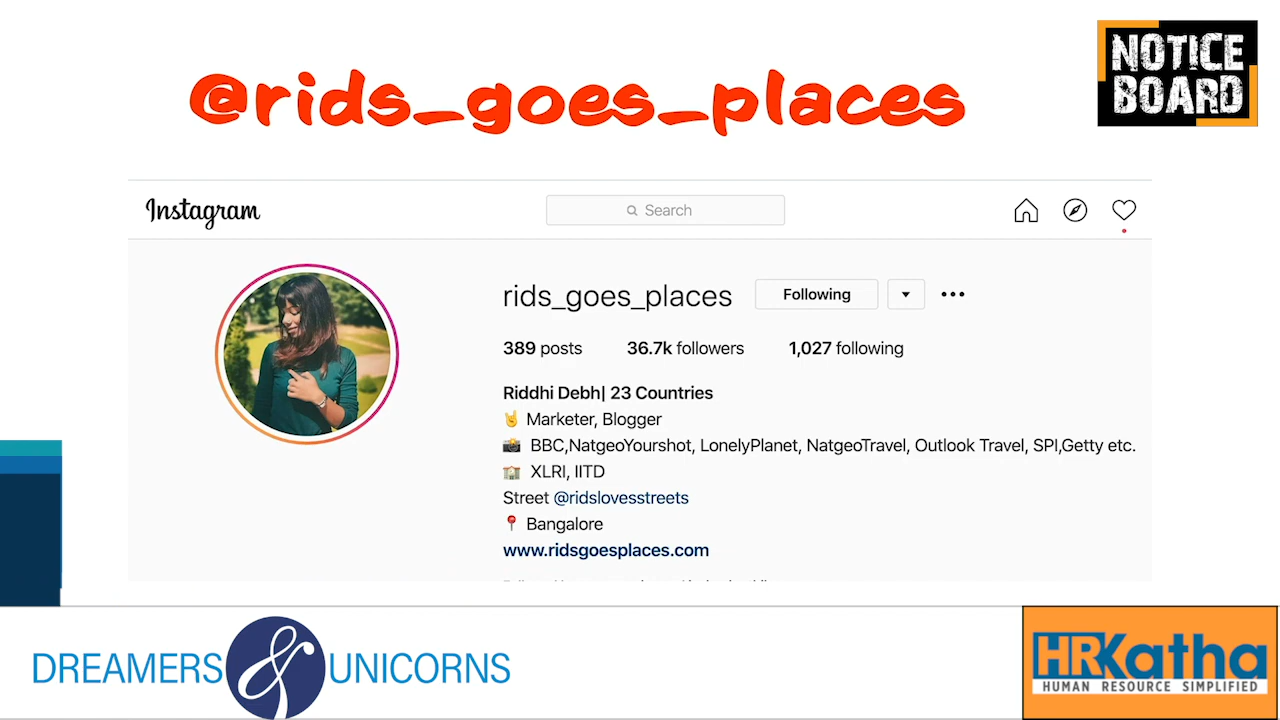 @rids_goes_places
NOTICE
BOARD
Instagram
Search
rids_goes_places
Following
389 posts 36.7k followers 1,027 following
Riddhi Debh| 23 Countries
🤘 Marketer, Blogger
📸 BBC,NatgeoYourshot, LonelyPlanet, NatgeoTravel, Outlook Travel, SPI,Getty etc.
🏫 XLRI, IITD
Street @ridslovesstreets
📍 Bangalore
www.ridsgoesplaces.com
DREAMERS & UNICORNS
HRKatha
HUMAN RESOURCE SIMPLIFIED